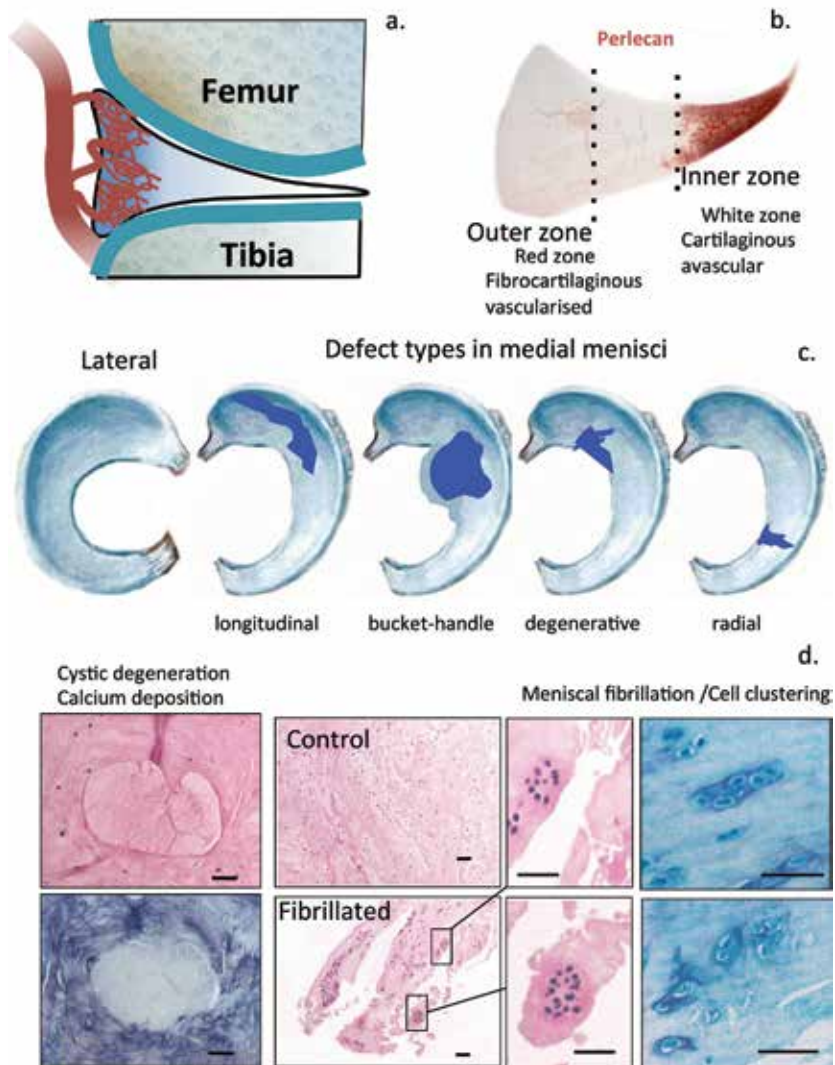 a.
Femur
Tibia
b.
Perlecan
Inner zone
White zone
Cartilaginous
avascular
Outer zone
Red zone
Fibrocartilaginous
vascularised
c.
Defect types in medial menisci
Lateral
longitudinal
bucket-handle
degenerative
radial
d.
Cystic degeneration
Calcium deposition
Meniscal fibrillation /Cell clustering:
Control
Fibrillated